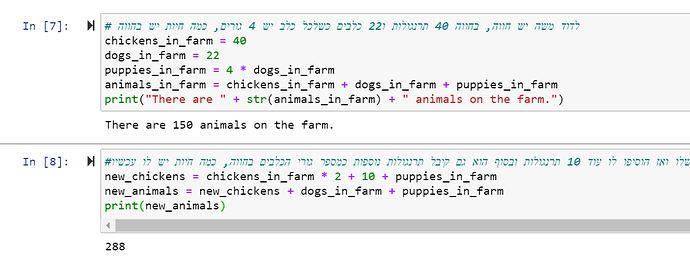 In [7]:
# לדוד משה יש חווה, בחווה 40 תרנגולות ו22 כלבים כשלכל כלב יש 4 גורים, כמה חיות יש בחווה
chickens_in_farm = 40
dogs_in_farm = 22
puppies_in_farm = 4 * dogs_in_farm
animals_in_farm = chickens_in_farm + dogs_in_farm + puppies_in_farm
print("There are " + str(animals_in_farm) + " animals on the farm.")
There are 150 animals on the farm.
In [8]:
#שלו ואז הוסיפו לו עוד 10 תרנגולות ובסוף הוא גם קיבל תרנגולות נוספות כמספר גורי הכלבים בחווה, כמה חיות יש לו עכשיו
new_chickens = chickens_in_farm * 2 + 10 + puppies_in_farm
new_animals = new_chickens + dogs_in_farm + puppies_in_farm
print(new_animals)
288